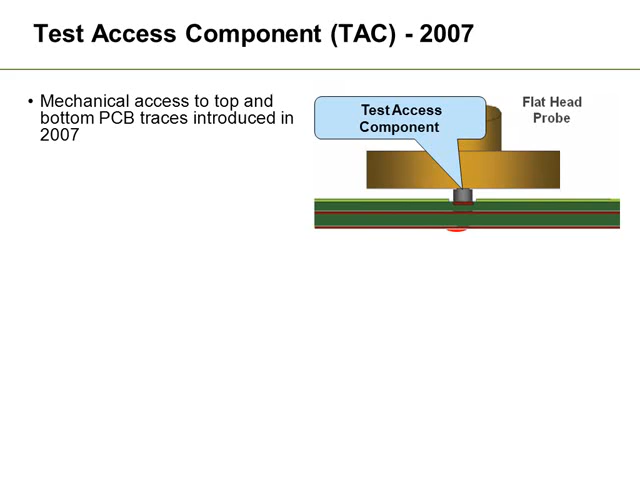 Test Access Component (TAC) - 2007
• Mechanical access to top and
bottom PCB traces introduced in
2007
Test Access
Component
Flat Head
Probe